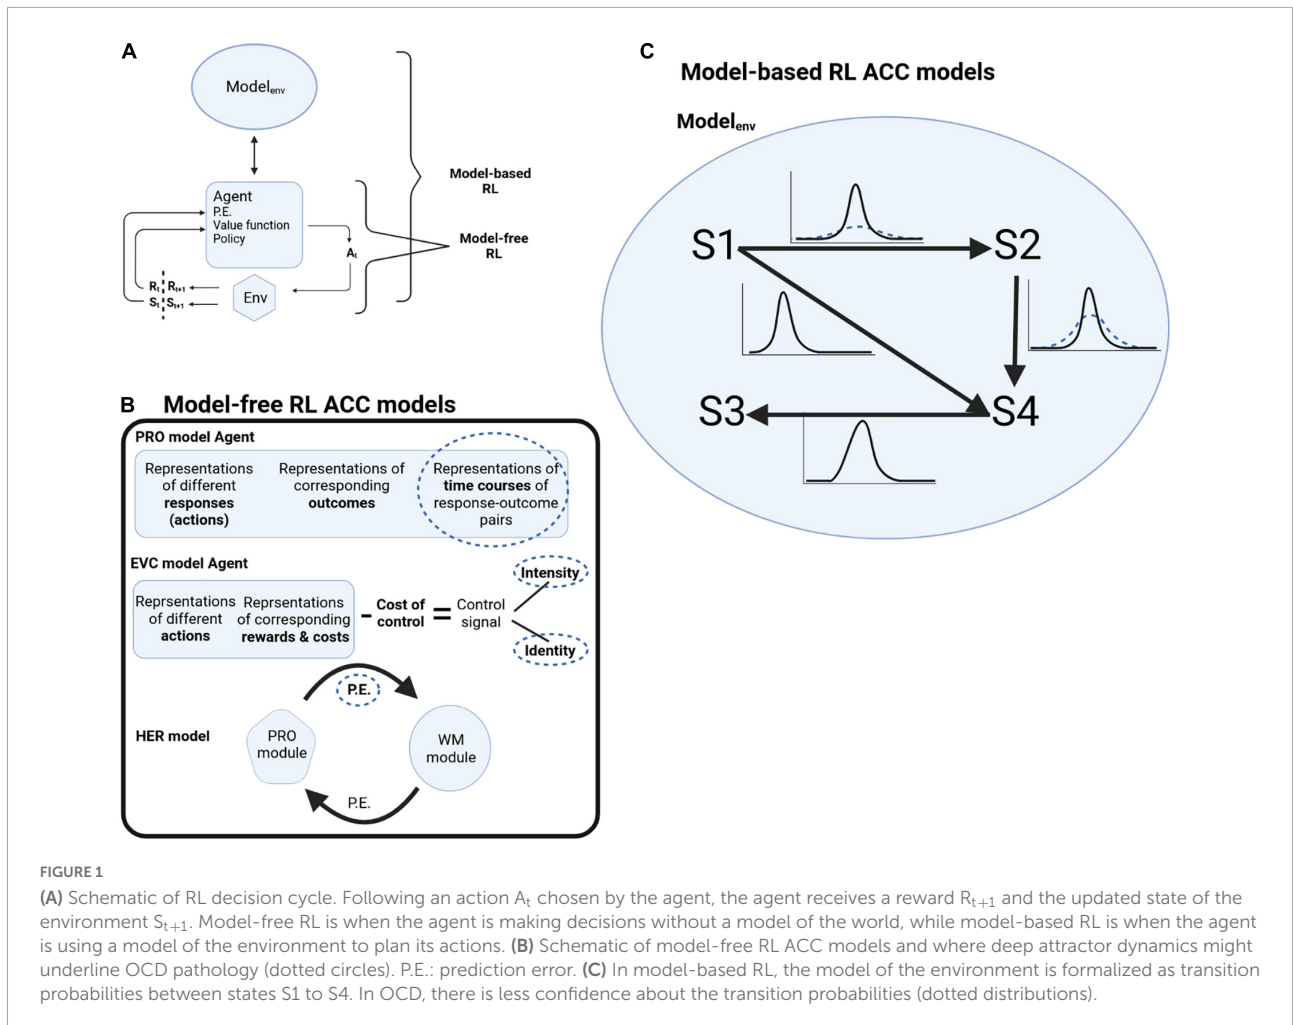 A
Model_env
Agent
P.E.
Value function
Policy
A_t
R_t R_t+1
S_t S_t+1
Env
Model-based
RL
Model-free
RL
B
Model-free RL ACC models
PRO model Agent
Representations
of different
responses
(actions)
Representations of
corresponding
outcomes
Representations of
time courses of
response-outcome
pairs
EVC model Agent
Reprsentations
of different
actions
Reprsentations
of corresponding
rewards & costs
-
Cost of
control
=
Control
signal
Intensity
Identity
HER model
P.E.
PRO
module
WM
module
P.E.
C
Model-based RL ACC models
Model_env
S1
S2
S3
S4
FIGURE 1
(A) Schematic of RL decision cycle. Following an action A_t chosen by the agent, the agent receives a reward R_t+1 and the updated state of the
environment S_t+1. Model-free RL is when the agent is making decisions without a model of the world, while model-based RL is when the agent
is using a model of the environment to plan its actions. (B) Schematic of model-free RL ACC models and where deep attractor dynamics might
underline OCD pathology (dotted circles). P.E.: prediction error. (C) In model-based RL, the model of the environment is formalized as transition
probabilities between states S1 to S4. In OCD, there is less confidence about the transition probabilities (dotted distributions).